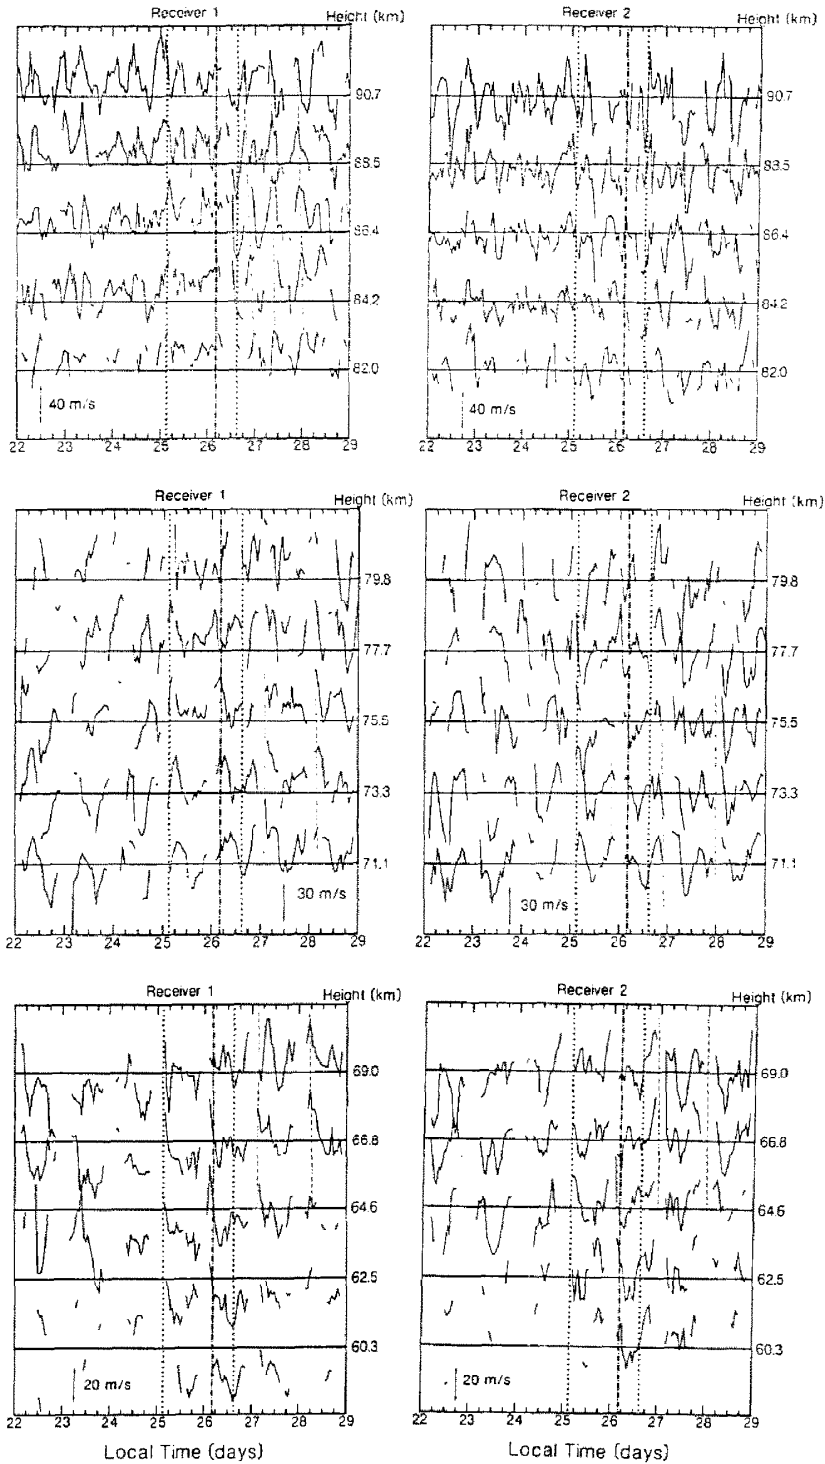 Receiver 1 Height (km)
90.7
88.5
86.4
84.2
82.0
40 m/s
22 23 24 25 26 27 28 29
Receiver 2 Height (km)
90.7
83.5
86.4
84.2
82.0
40 m/s
22 23 24 25 26 27 28 29
Receiver 1 Height (km)
79.8
77.7
75.5
73.3
71.1
30 m/s
22 23 24 25 26 27 28 29
Receiver 2 Height (km)
79.8
77.7
75.5
73.3
71.1
30 m/s
22 23 24 25 26 27 28 29
Receiver 1 Height (km)
69.0
66.8
64.6
62.5
60.3
20 m/s
22 23 24 25 26 27 28 29
Local Time (days)
Receiver 2 Height (km)
69.0
66.8
64.6
62.5
60.3
20 m/s
22 23 24 25 26 27 28 29
Local Time (days)